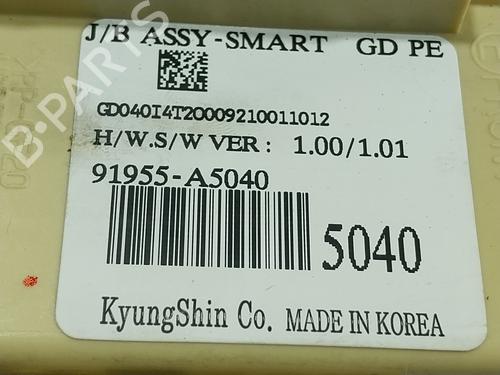 J/B ASSY-SMART GD PE
GD040I4T20009210011012
H/W.S/W VER : 1.00/1.01
91955-A5040
5040
KyungShin Co. MADE IN KOREA
B-PARTS